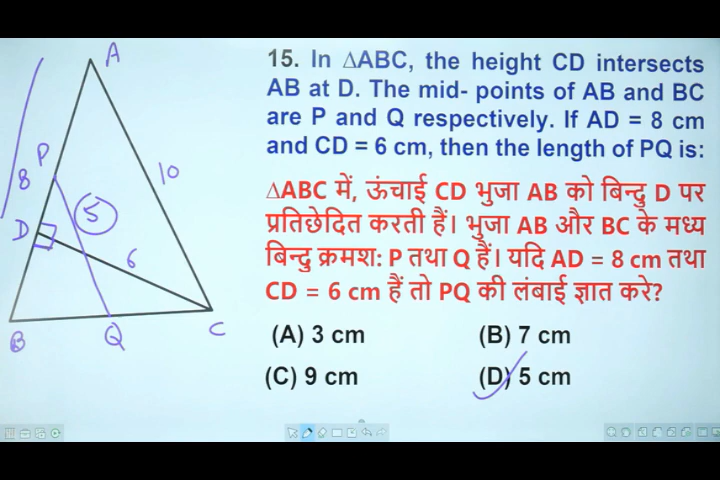 15. In ∆ABC, the height CD intersects
AB at D. The mid- points of AB and BC
are P and Q respectively. If AD = 8 cm
and CD = 6 cm, then the length of PQ is:
∆ABC में, ऊंचाई CD भुजा AB को बिन्दु D पर
प्रतिछेदित करती हैं। भुजा AB और BC के मध्य
बिन्दु क्रमश: P तथा Q हैं। यदि AD = 8 cm तथा
CD = 6 cm हैं तो PQ की लंबाई ज्ञात करे?
(A) 3 cm (B) 7 cm
(C) 9 cm (D) 5 cm
A
P
8
10
5
D
6
B
Q
C